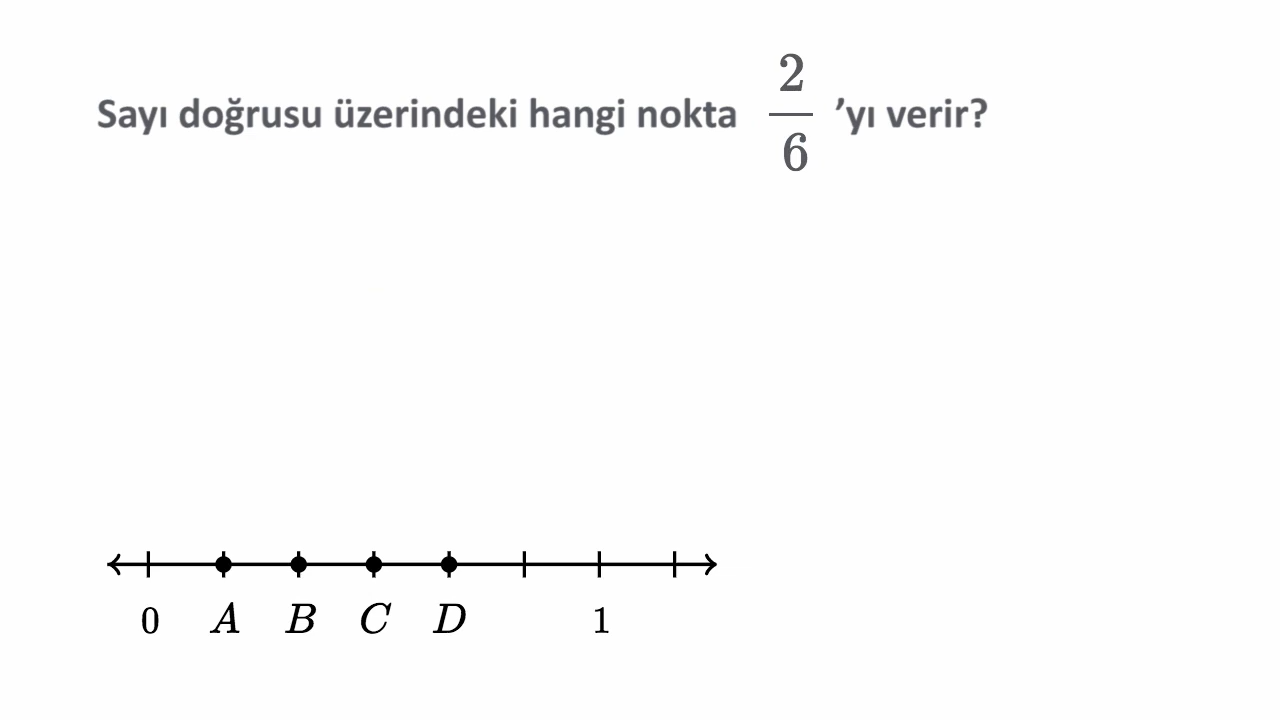 Sayı doğrusu üzerindeki hangi nokta 2/6 ’yı verir?
0 A B C D 1